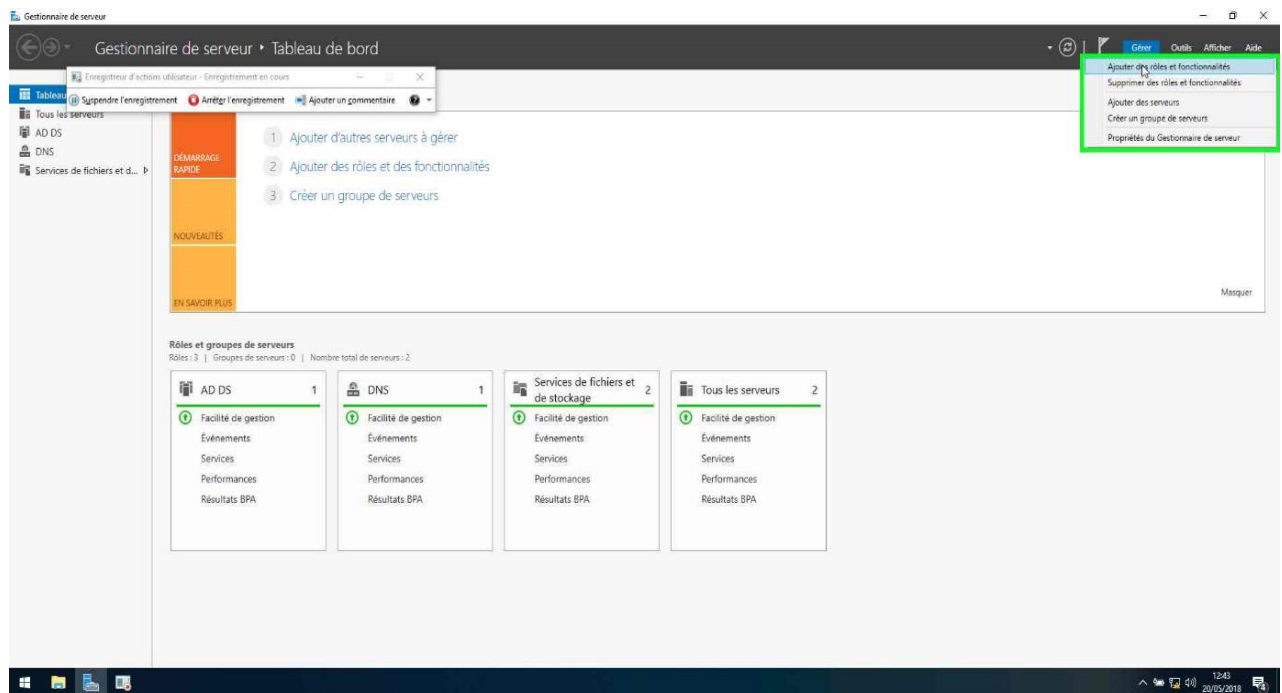 Gestionnaire de serveur
Gestionnaire de serveur • Tableau de bord
Gérer Outils Afficher Aide
Enregistreur d'actions utilisateur - Enregistrement en cours
Suspendre l'enregistrement Arrêter l'enregistrement Ajouter un commentaire
Ajouter des rôles et fonctionnalités
Supprimer des rôles et fonctionnalités
Ajouter des serveurs
Créer un groupe de serveurs
Propriétés du Gestionnaire de serveur
Tableau
Tous les serveurs
AD DS
DNS
Services de fichiers et d...
DÉMARRAGE
RAPIDE
NOUVEAUTÉS
EN SAVOIR PLUS
1 Ajouter d'autres serveurs à gérer
2 Ajouter des rôles et des fonctionnalités
3 Créer un groupe de serveurs
Masquer
Rôles et groupes de serveurs
Rôles : 3 | Groupes de serveurs : 0 | Nombre total de serveurs : 2
AD DS 1
Facilité de gestion
Événements
Services
Performances
Résultats BPA
DNS 1
Facilité de gestion
Événements
Services
Performances
Résultats BPA
Services de fichiers et
de stockage 2
Facilité de gestion
Événements
Services
Performances
Résultats BPA
Tous les serveurs 2
Facilité de gestion
Événements
Services
Performances
Résultats BPA
12:43
20/05/2018